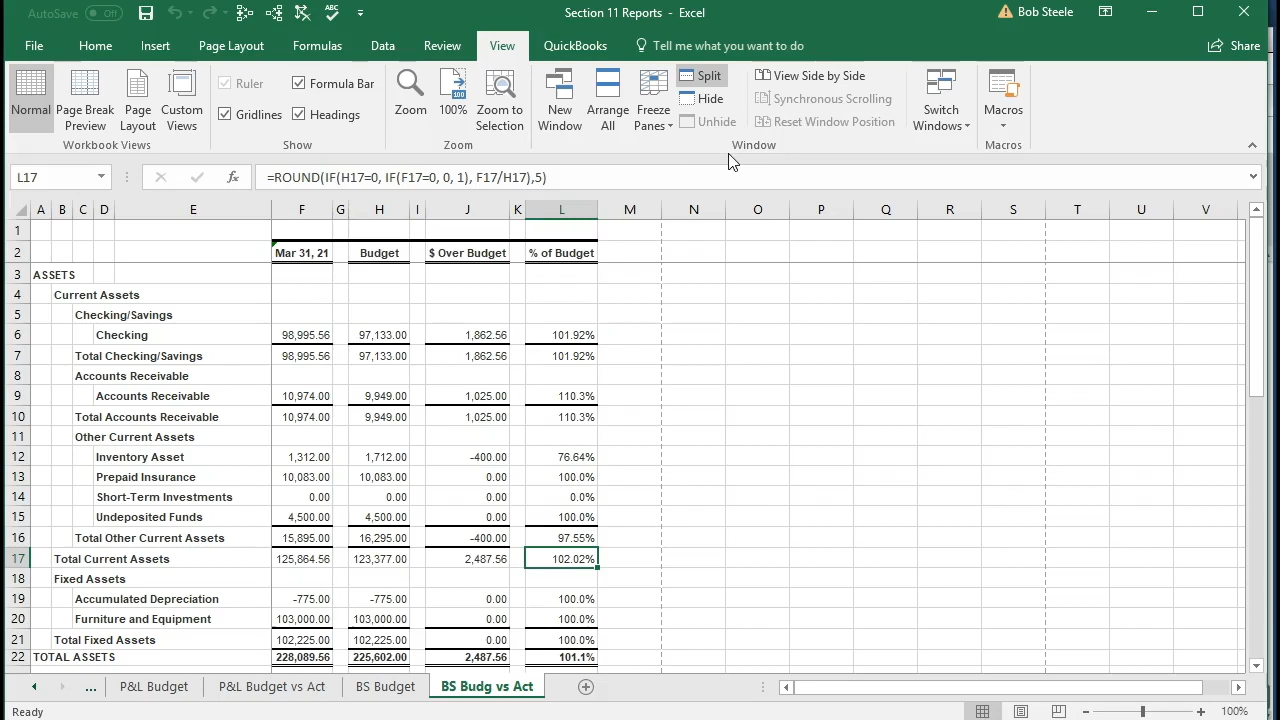 AutoSave Off
Section 11 Reports - Excel
Bob Steele
File Home Insert Page Layout Formulas Data Review View QuickBooks Tell me what you want to do Share
Normal
Page Break Preview
Page Layout
Custom Views
Ruler
Formula Bar
Gridlines
Headings
Zoom
100
100%
Zoom to Selection
New Window
Arrange All
Freeze Panes
Split
Hide
Unhide
View Side by Side
Synchronous Scrolling
Reset Window Position
Switch Windows
Macros
Workbook Views Show Zoom Window Macros
L17 fx =ROUND(IF(H17=0, IF(F17=0, 0, 1), F17/H17),5)
A B C D E F G H I J K L M N O P Q R S T U V
1
2 Mar 31, 21 Budget $ Over Budget % of Budget
3 ASSETS
4 Current Assets
5 Checking/Savings
6 Checking 98,995.56 97,133.00 1,862.56 101.92%
7 Total Checking/Savings 98,995.56 97,133.00 1,862.56 101.92%
8 Accounts Receivable
9 Accounts Receivable 10,974.00 9,949.00 1,025.00 110.3%
10 Total Accounts Receivable 10,974.00 9,949.00 1,025.00 110.3%
11 Other Current Assets
12 Inventory Asset 1,312.00 1,712.00 -400.00 76.64%
13 Prepaid Insurance 10,083.00 10,083.00 0.00 100.0%
14 Short-Term Investments 0.00 0.00 0.00 0.0%
15 Undeposited Funds 4,500.00 4,500.00 0.00 100.0%
16 Total Other Current Assets 15,895.00 16,295.00 -400.00 97.55%
17 Total Current Assets 125,864.56 123,377.00 2,487.56 102.02%
18 Fixed Assets
19 Accumulated Depreciation -775.00 -775.00 0.00 100.0%
20 Furniture and Equipment 103,000.00 103,000.00 0.00 100.0%
21 Total Fixed Assets 102,225.00 102,225.00 0.00 100.0%
22 TOTAL ASSETS 228,089.56 225,602.00 2,487.56 101.1%
... P&L Budget P&L Budget vs Act BS Budget BS Budg vs Act
Ready 100%